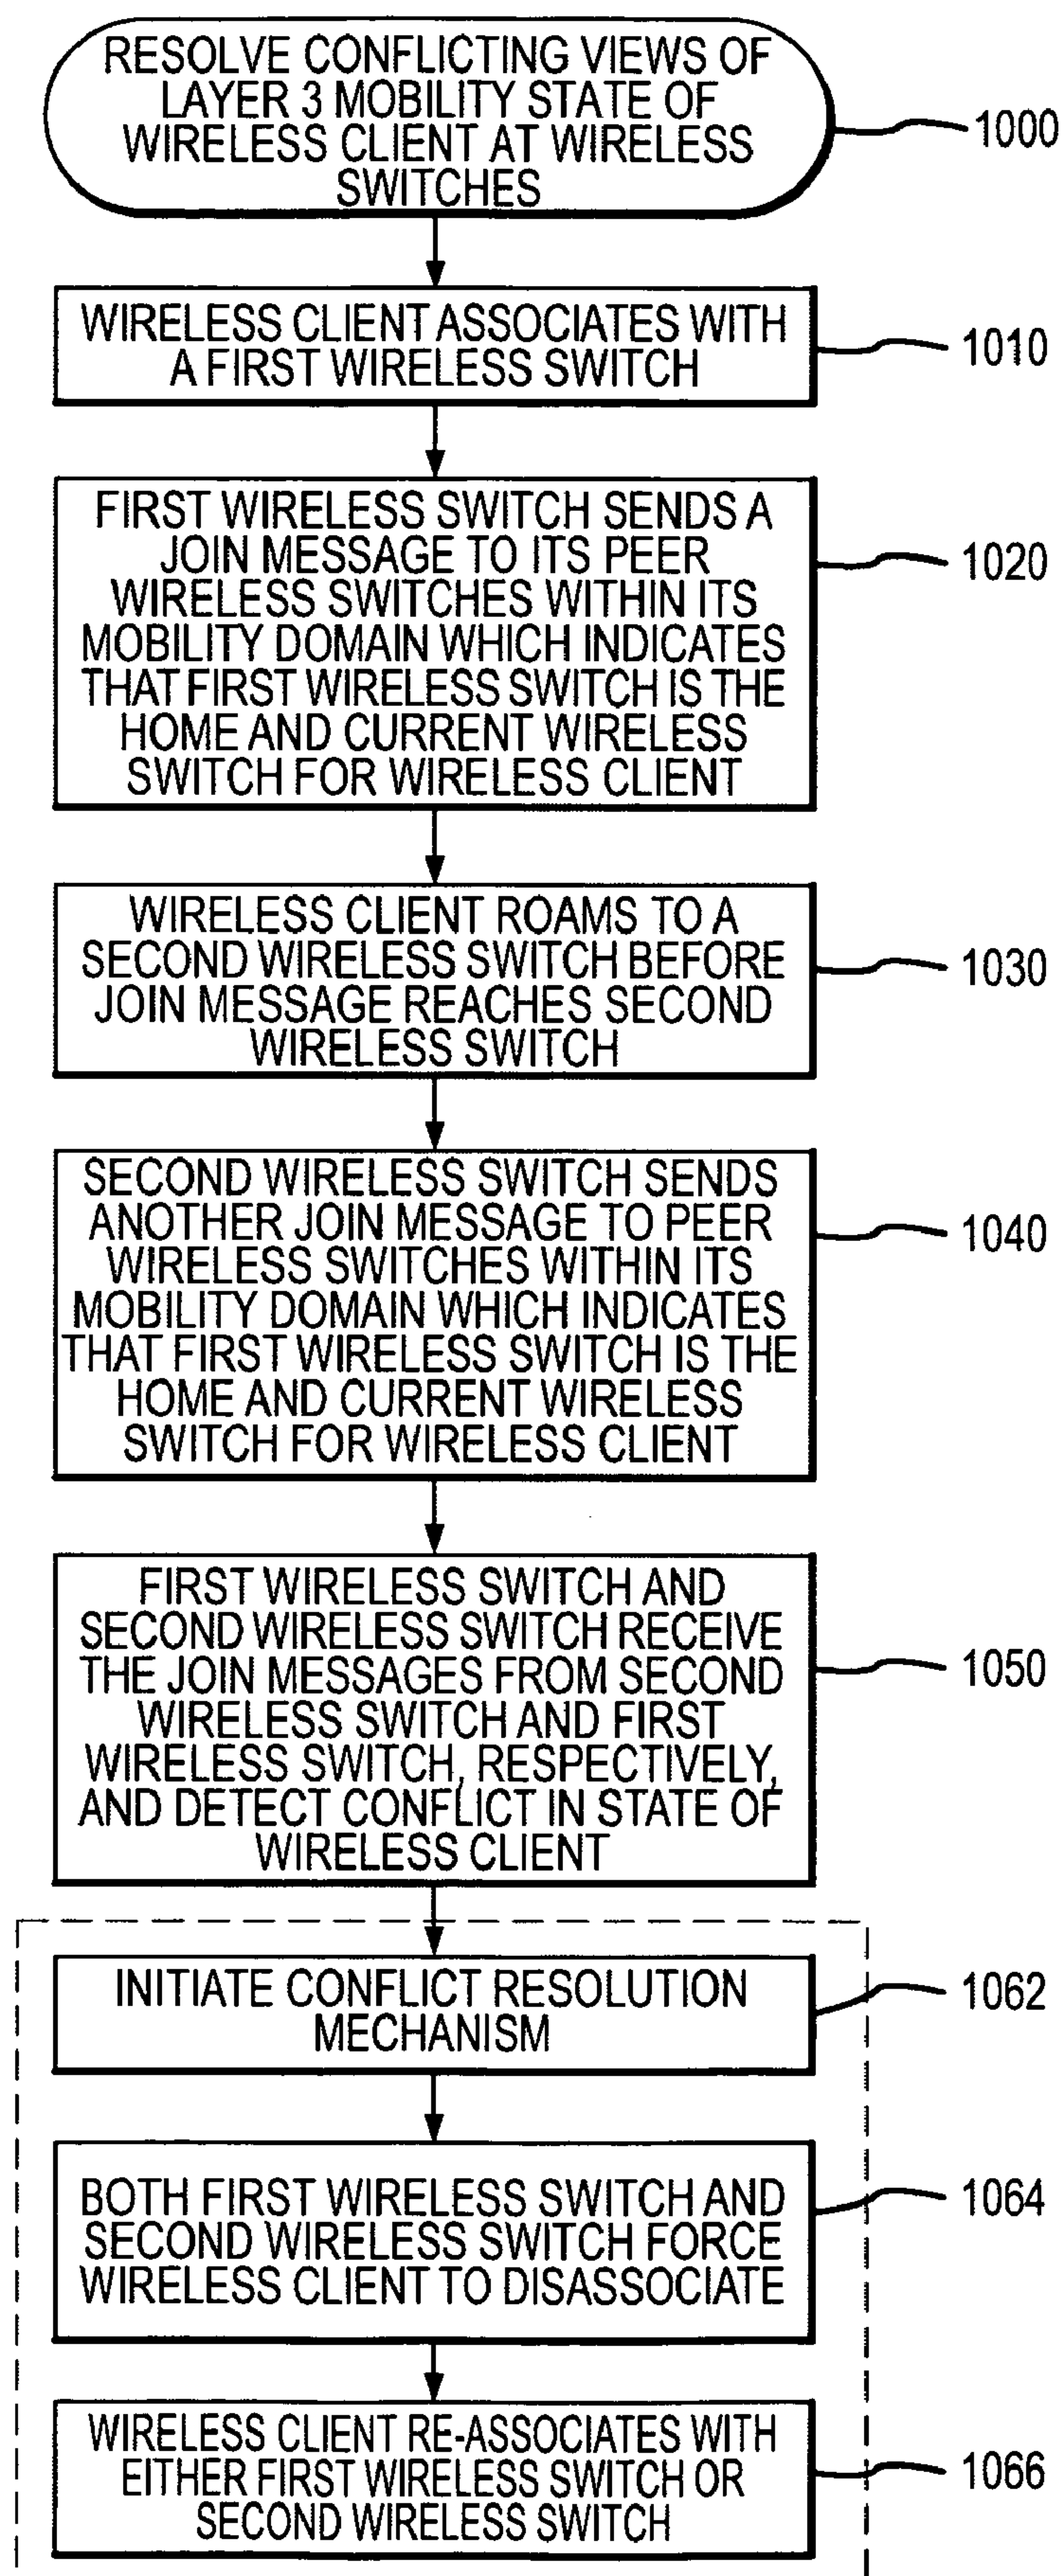 RESOLVE CONFLICTING VIEWS OF
LAYER 3 MOBILITY STATE OF
WIRELESS CLIENT AT WIRELESS
SWITCHES
1000
WIRELESS CLIENT ASSOCIATES WITH
A FIRST WIRELESS SWITCH
1010
FIRST WIRELESS SWITCH SENDS A
JOIN MESSAGE TO ITS PEER
WIRELESS SWITCHES WITHIN ITS
MOBILITY DOMAIN WHICH INDICATES
THAT FIRST WIRELESS SWITCH IS THE
HOME AND CURRENT WIRELESS
SWITCH FOR WIRELESS CLIENT
1020
WIRELESS CLIENT ROAMS TO A
SECOND WIRELESS SWITCH BEFORE
JOIN MESSAGE REACHES SECOND
WIRELESS SWITCH
1030
SECOND WIRELESS SWITCH SENDS
ANOTHER JOIN MESSAGE TO PEER
WIRELESS SWITCHES WITHIN ITS
MOBILITY DOMAIN WHICH INDICATES
THAT FIRST WIRELESS SWITCH IS THE
HOME AND CURRENT WIRELESS
SWITCH FOR WIRELESS CLIENT
1040
FIRST WIRELESS SWITCH AND
SECOND WIRELESS SWITCH RECEIVE
THE JOIN MESSAGES FROM SECOND
WIRELESS SWITCH AND FIRST
WIRELESS SWITCH, RESPECTIVELY,
AND DETECT CONFLICT IN STATE OF
WIRELESS CLIENT
1050
INITIATE CONFLICT RESOLUTION
MECHANISM
1062
BOTH FIRST WIRELESS SWITCH AND
SECOND WIRELESS SWITCH FORCE
WIRELESS CLIENT TO DISASSOCIATE
1064
WIRELESS CLIENT RE-ASSOCIATES WITH
EITHER FIRST WIRELESS SWITCH OR
SECOND WIRELESS SWITCH
1066